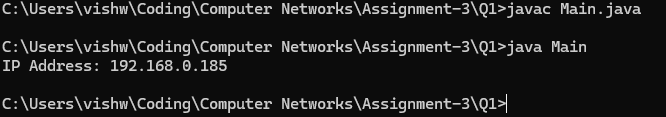 C:\Users\vishw\Coding\Computer Networks\Assignment-3\Q1>javac Main.java
C:\Users\vishw\Coding\Computer Networks\Assignment-3\Q1>java Main
IP Address: 192.168.0.185
C:\Users\vishw\Coding\Computer Networks\Assignment-3\Q1>